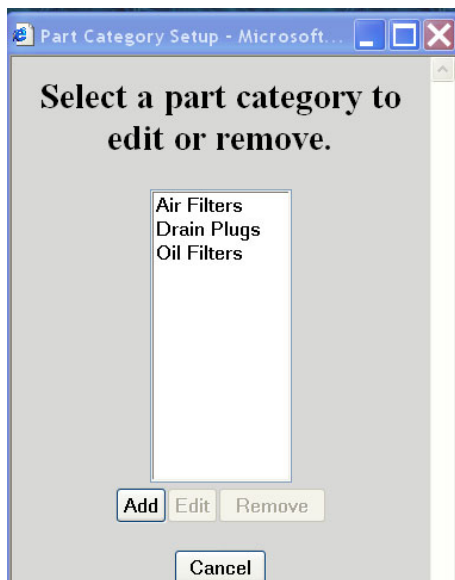 Part Category Setup - Microsoft...
Select a part category to
edit or remove.
Air Filters
Drain Plugs
Oil Filters
Add Edit Remove
Cancel